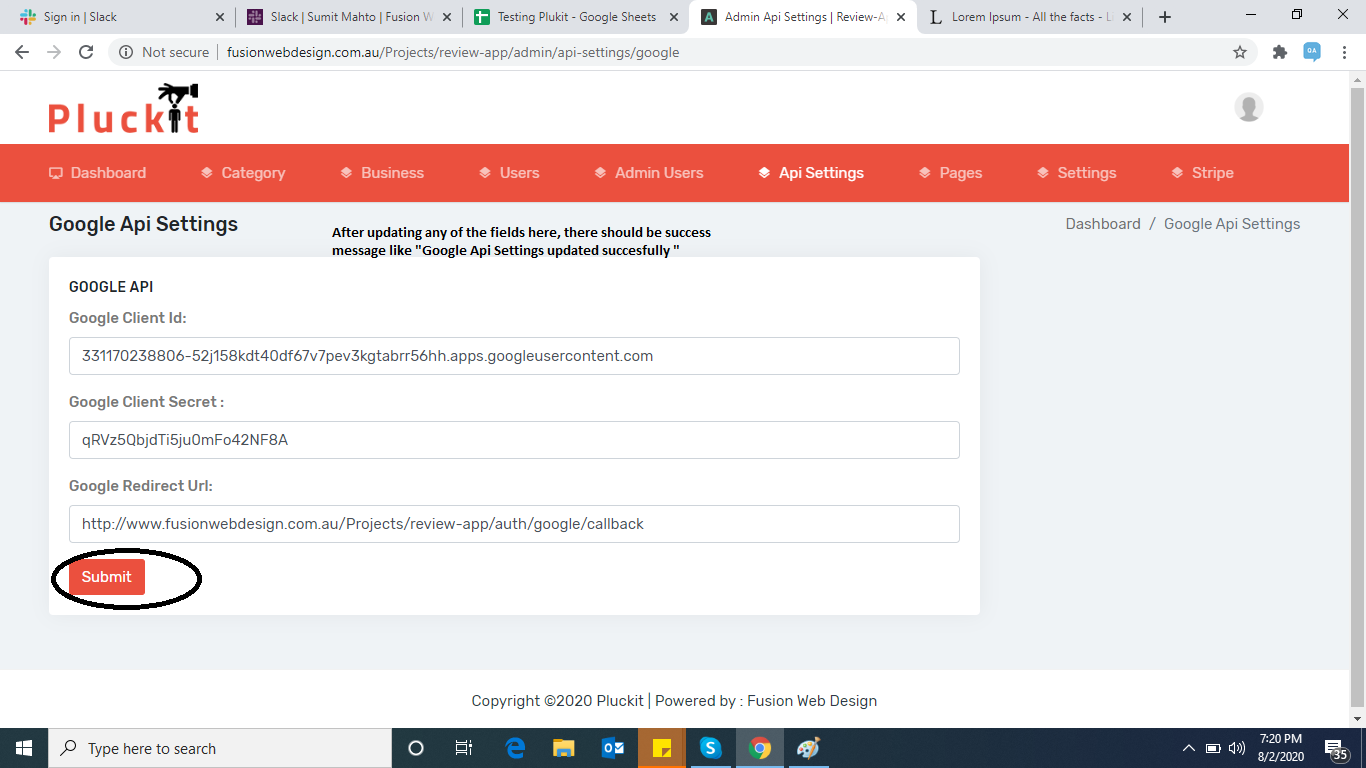 Sign in | Slack
Slack | Sumit Mahto | Fusion W
Testing Plukit - Google Sheets
Admin Api Settings | Review-A
Lorem Ipsum - All the facts - Li
Not secure | fusionwebdesign.com.au/Projects/review-app/admin/api-settings/google
Pluckit
Dashboard Category Business Users Admin Users Api Settings Pages Settings Stripe
Google Api Settings
Dashboard / Google Api Settings
After updating any of the fields here, there should be success
message like "Google Api Settings updated succesfully "
GOOGLE API
Google Client Id:
331170238806-52j158kdt40df67v7pev3kgtabrr56hh.apps.googleusercontent.com
Google Client Secret :
qRVz5QbjdTi5ju0mFo42NF8A
Google Redirect Url:
http://www.fusionwebdesign.com.au/Projects/review-app/auth/google/callback
Submit
Copyright ©2020 Pluckit | Powered by : Fusion Web Design
Type here to search
7:20 PM
8/2/2020
35